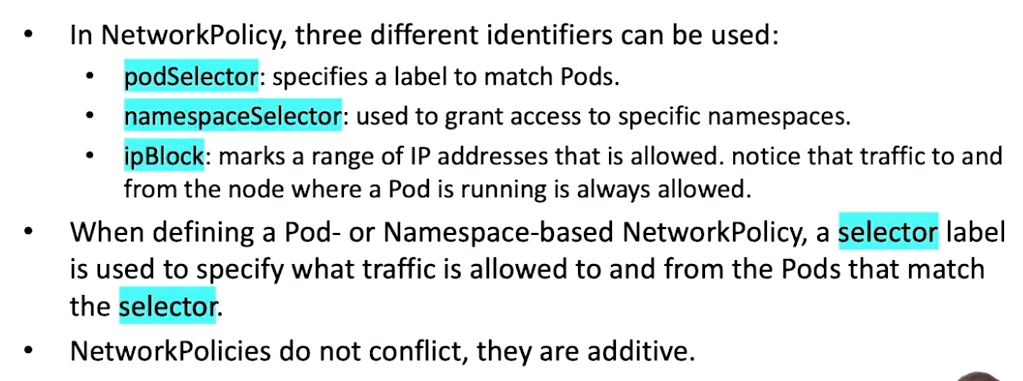 • In NetworkPolicy, three different identifiers can be used:
• podSelector: specifies a label to match Pods.
• namespaceSelector: used to grant access to specific namespaces.
• ipBlock: marks a range of IP addresses that is allowed. notice that traffic to and
from the node where a Pod is running is always allowed.
• When defining a Pod- or Namespace-based NetworkPolicy, a selector label
is used to specify what traffic is allowed to and from the Pods that match
the selector.
• NetworkPolicies do not conflict, they are additive.